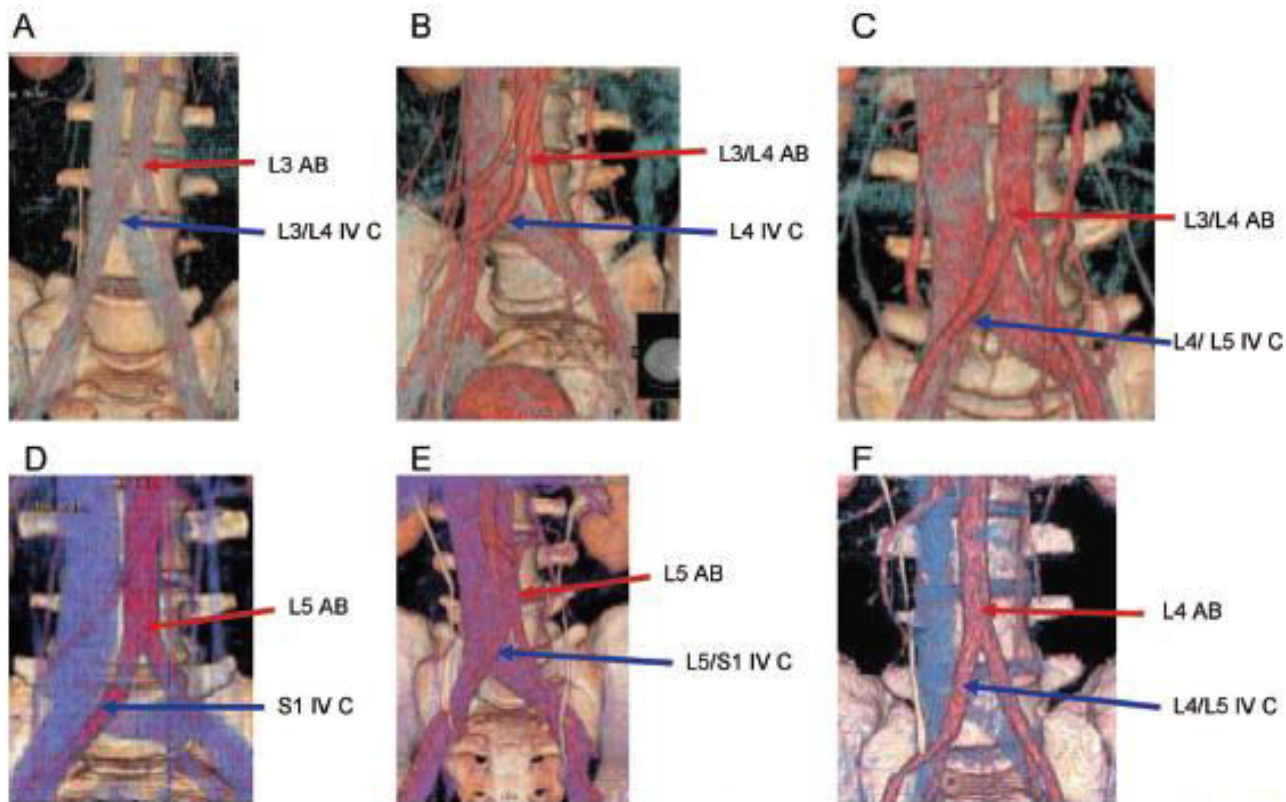 A
B
C
L3 AB
L3/L4 IV C
L3/L4 AB
L4 IV C
L3/L4 AB
L4/ L5 IV C
D
E
F
L5 AB
S1 IV C
L5 AB
L5/S1 IV C
L4 AB
L4/L5 IV C